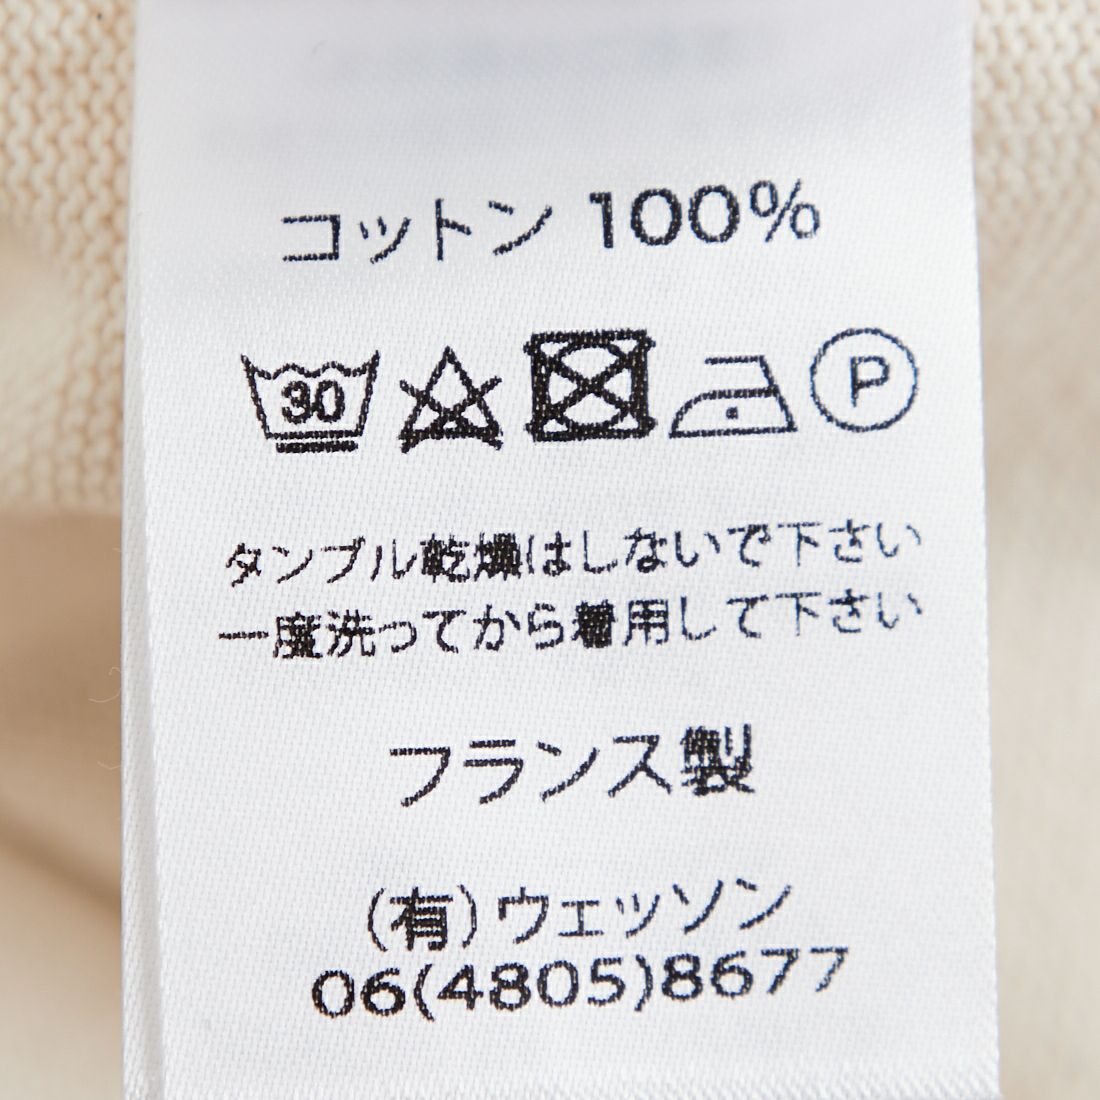 コットン 100%
30 P
タンブル乾燥はしないで下さい
一度洗ってから着用して下さい
フランス製
(有)ウェッソン
06(4805)8677